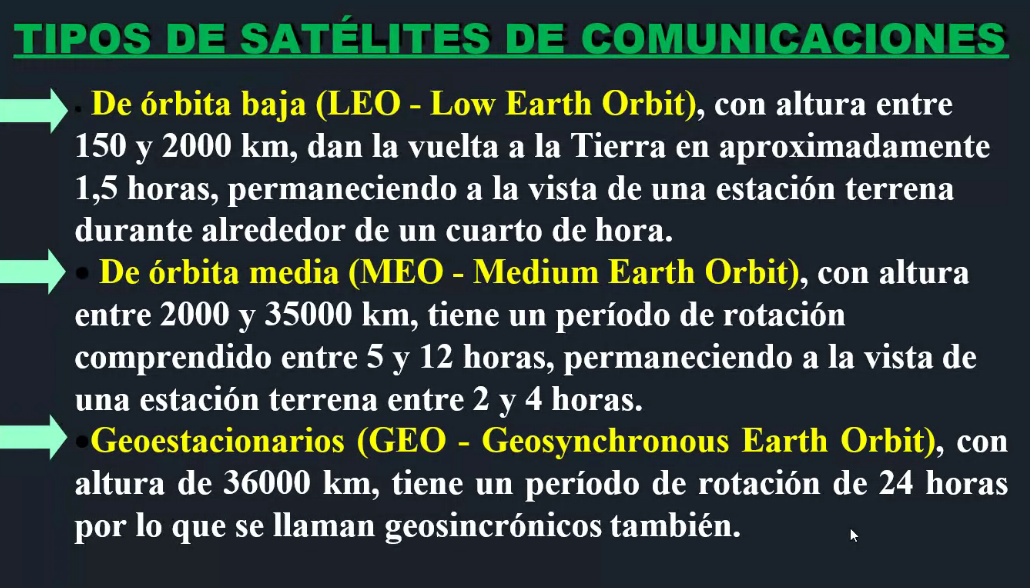 TIPOS DE SATÉLITES DE COMUNICACIONES
• De órbita baja (LEO - Low Earth Orbit), con altura entre
150 y 2000 km, dan la vuelta a la Tierra en aproximadamente
1,5 horas, permaneciendo a la vista de una estación terrena
durante alrededor de un cuarto de hora.
• De órbita media (MEO - Medium Earth Orbit), con altura
entre 2000 y 35000 km, tiene un período de rotación
comprendido entre 5 y 12 horas, permaneciendo a la vista de
una estación terrena entre 2 y 4 horas.
•Geoestacionarios (GEO - Geosynchronous Earth Orbit), con
altura de 36000 km, tiene un período de rotación de 24 horas
por lo que se llaman geosincrónicos también.